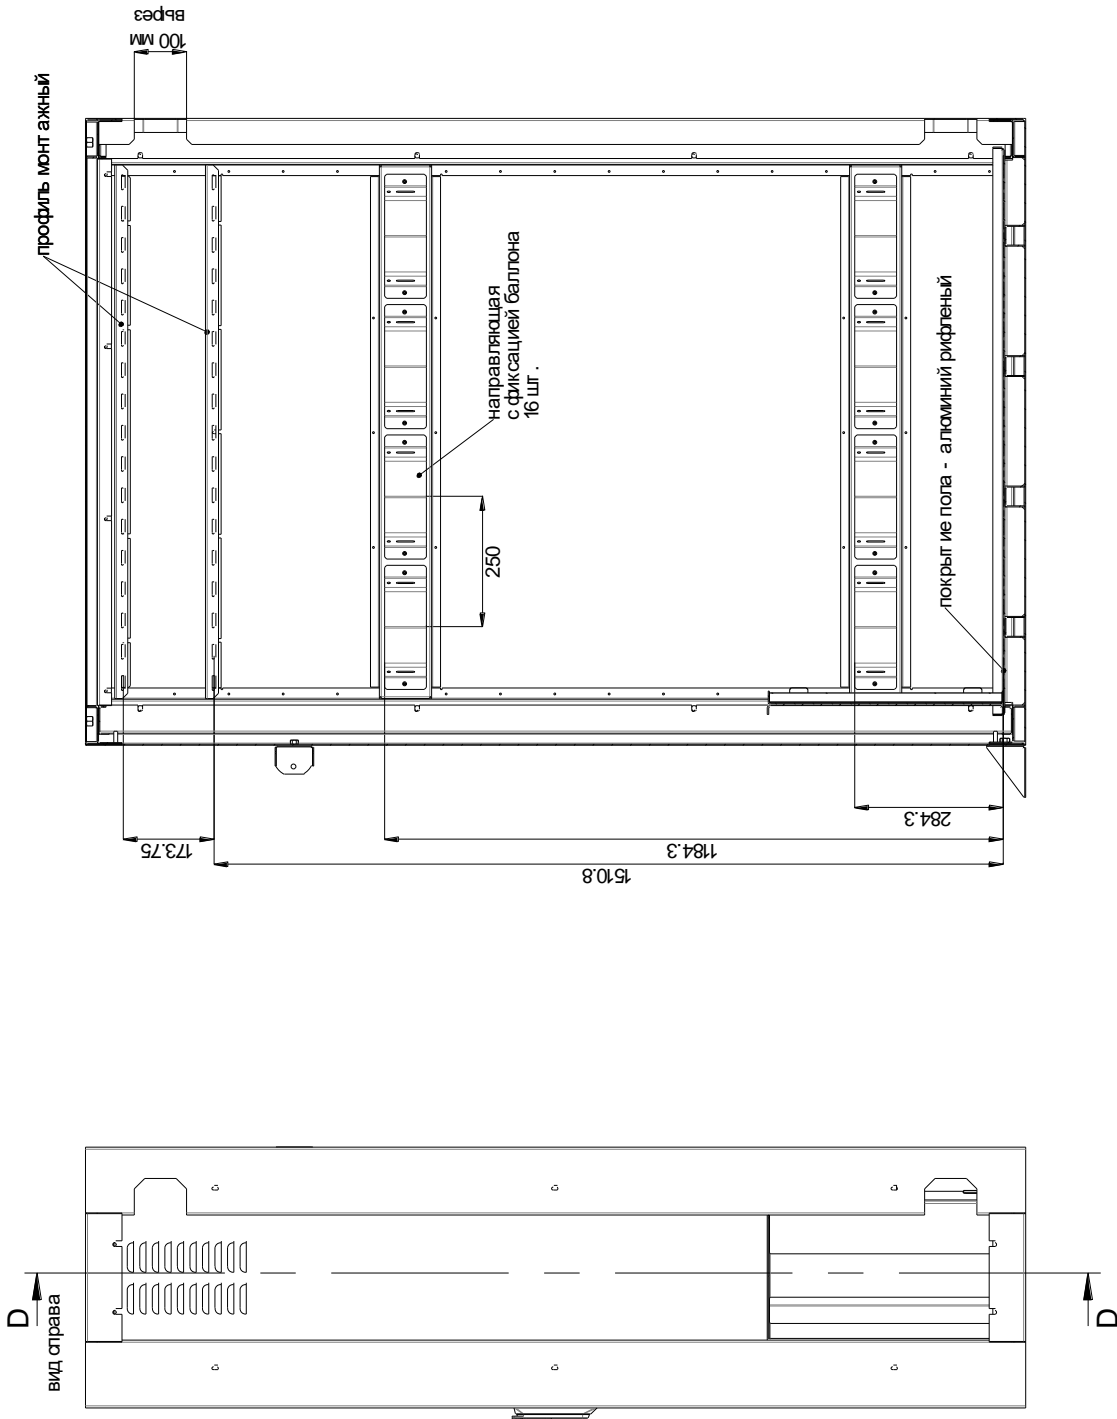 профиль монтажный
100 мм
вырез
направляющая
с фиксацией баллона
16 шт.
250
покрытие пола - алюминий рифленый
173.75
284.3
1184.3
1510.8
D
вид справа
D